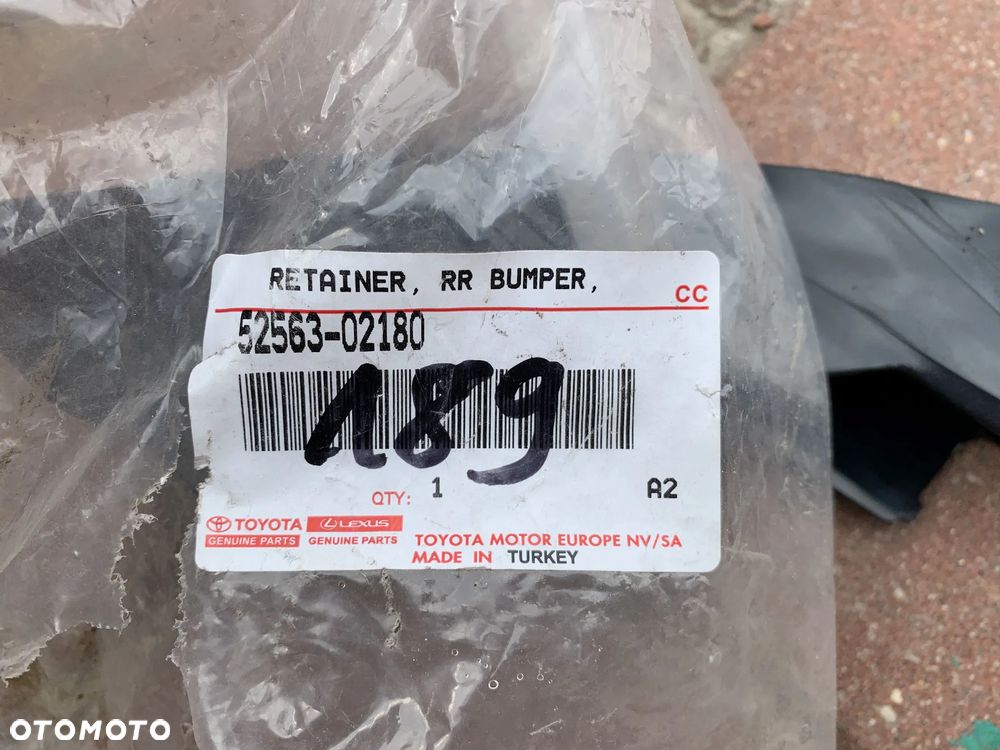 RETAINER, RR BUMPER,
CC
52563-02180
189
QTY: 1 A2
TOYOTA LEXUS
GENUINE PARTS GENUINE PARTS
TOYOTA MOTOR EUROPE NV/SA
MADE IN TURKEY
OTOMOTO